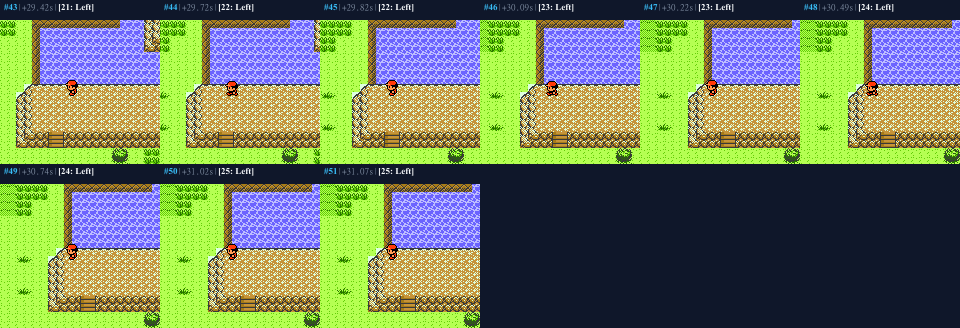 #43|+29.42s|[21: Left]
#44|+29.72s|[22: Left]
#45|+29.82s|[22: Left]
#46|+30.09s|[23: Left]
#47|+30.22s|[23: Left]
#48|+30.49s|[24: Left]
#49|+30.74s|[24: Left]
#50|+31.02s|[25: Left]
#51|+31.07s|[25: Left]